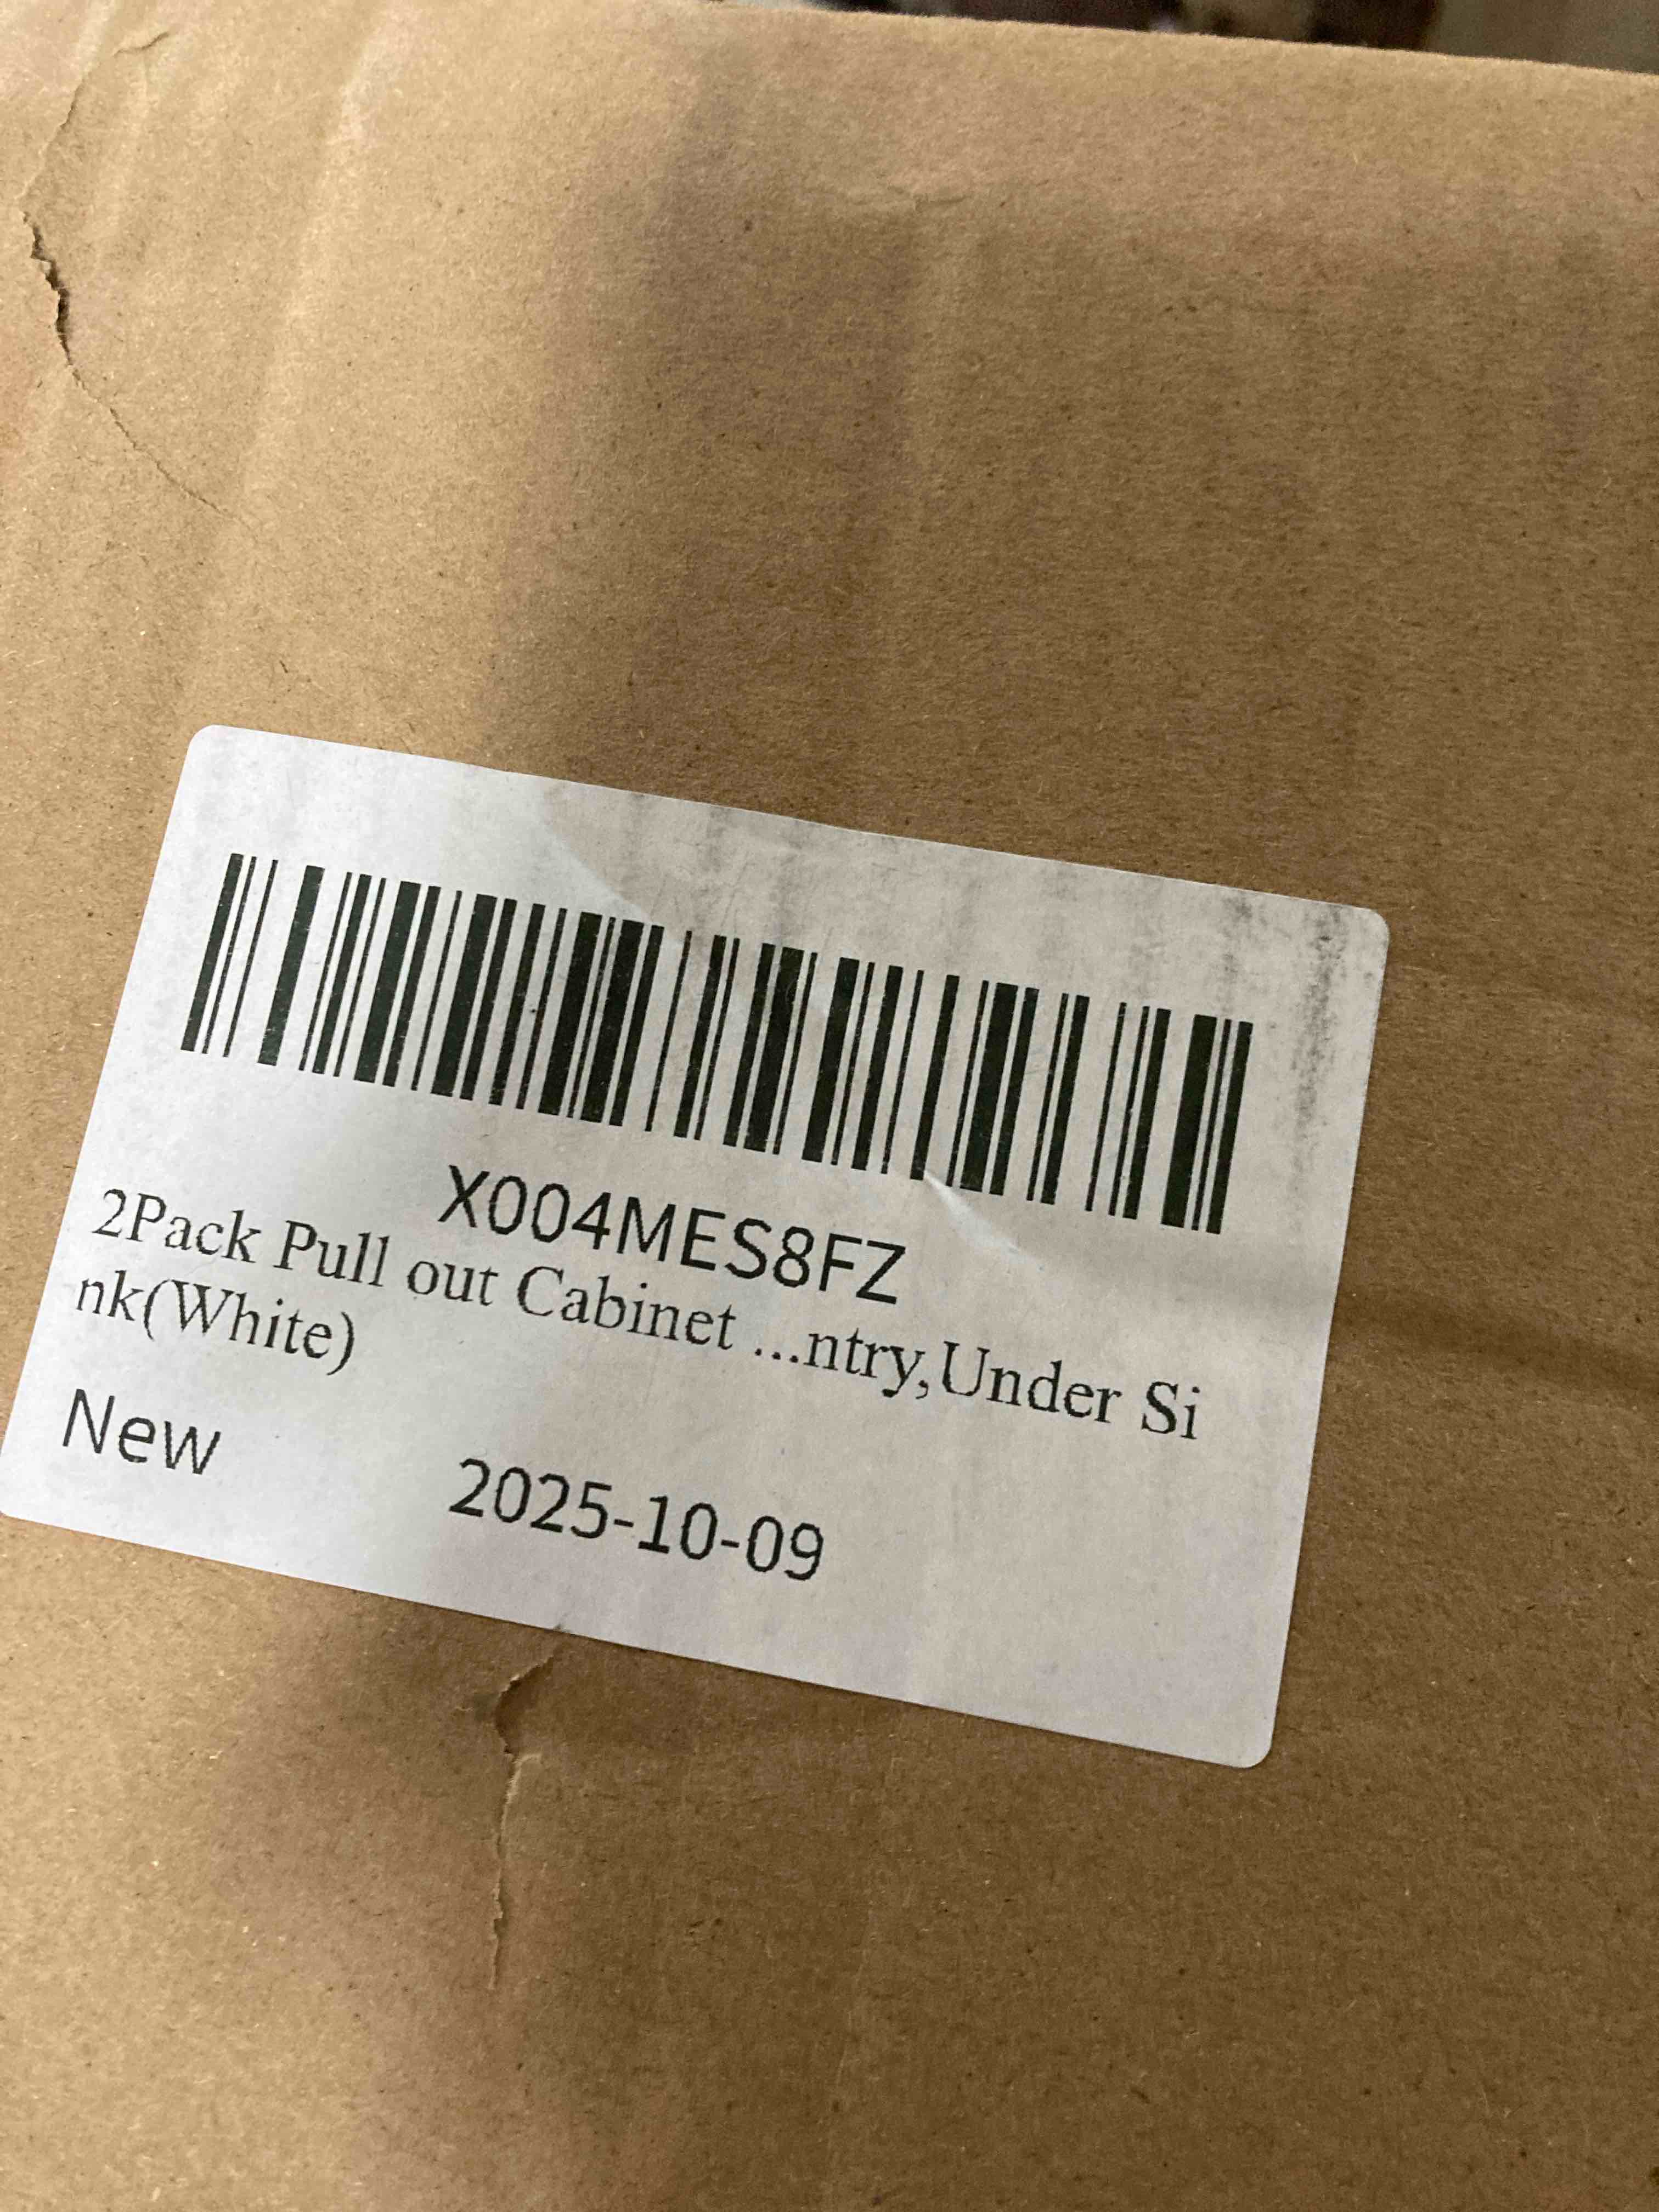 X004MES8FZ
2Pack Pull out Cabinet ...ntry,Under Si
nk(White)
New 2025-10-09